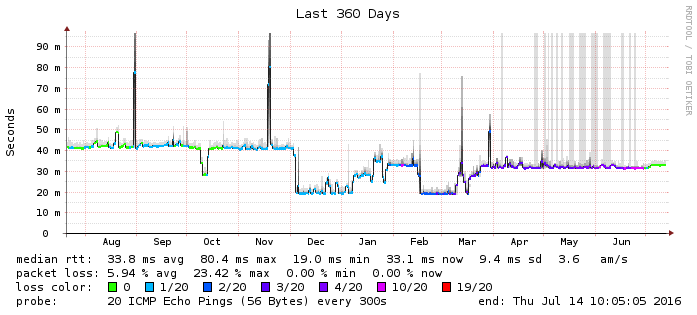 Last 360 Days
RRDTOOL / TOBI OETIKER
Seconds
90 m
80 m
70 m
60 m
50 m
40 m
30 m
20 m
10 m
0
Aug Sep Oct Nov Dec Jan Feb Mar Apr May Jun
median rtt: 33.8 ms avg 80.4 ms max 19.0 ms min 33.1 ms now 9.4 ms sd 3.6 am/s
packet loss: 5.94 % avg 23.42 % max 0.00 % min 0.00 % now
loss color: 0 1/20 2/20 3/20 4/20 10/20 19/20
probe: 20 ICMP Echo Pings (56 Bytes) every 300s end: Thu Jul 14 10:05:05 2016